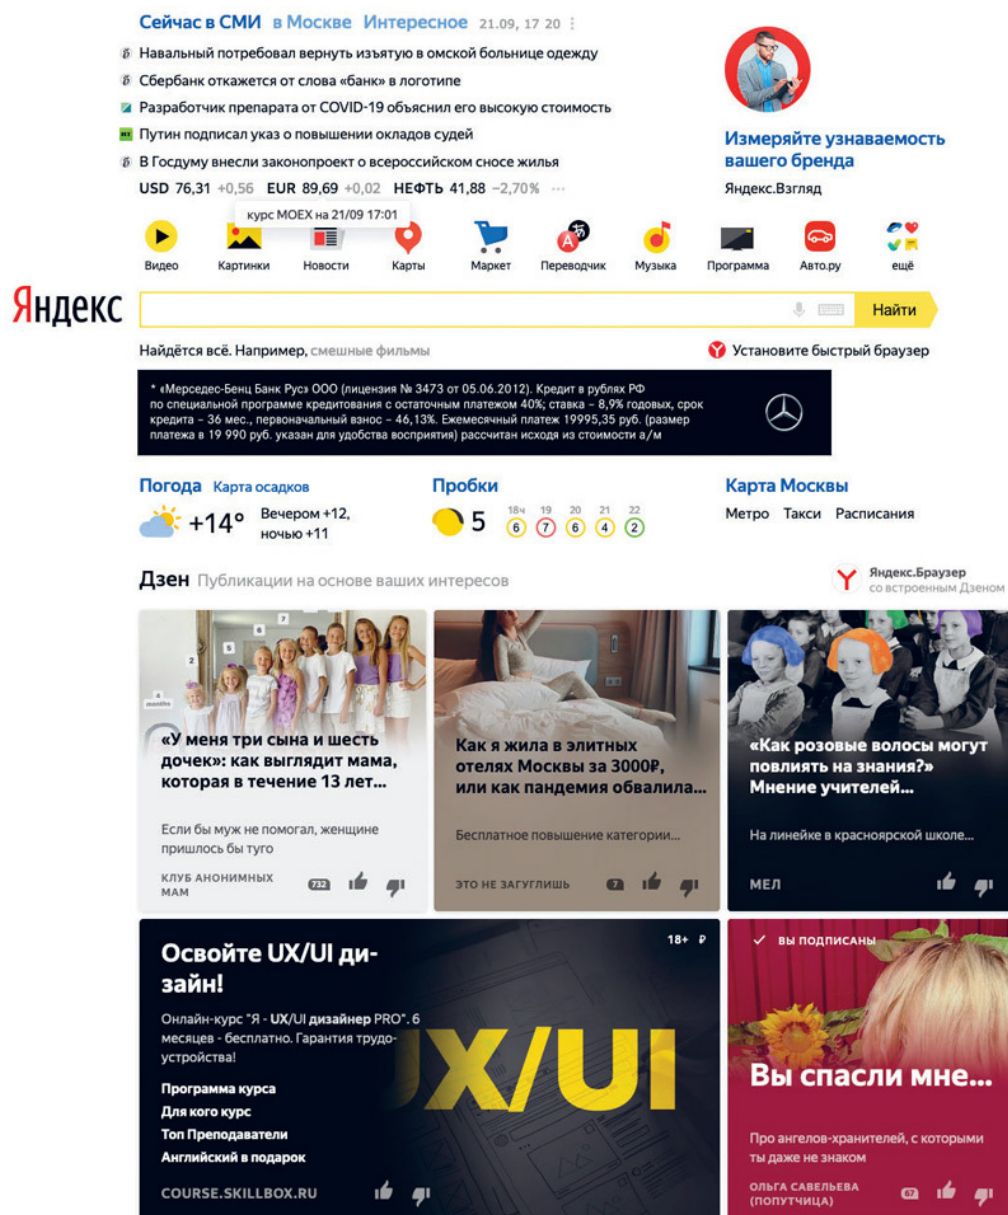 Сейчас в СМИ в Москве Интересное 21.09, 17 20
Навальный потребовал вернуть изъятую в омской больнице одежду
Сбербанк откажется от слова «банк» в логотипе
Разработчик препарата от COVID-19 объяснил его высокую стоимость
Путин подписал указ о повышении окладов судей
В Госдуму внесли законопроект о всероссийском сносе жилья
USD 76,31 +0,56 EUR 89,69 +0,02 НЕФТЬ 41,88 −2,70% ···
курс MOEX на 21/09 17:01
Измеряйте узнаваемость
вашего бренда
Яндекс.Взгляд
Видео Картинки Новости Карты Маркет Переводчик Музыка Программа Авто.ру ещё
Яндекс
Найти
Найдётся всё. Например, смешные фильмы
Установите быстрый браузер
* «Мерседес-Бенц Банк Рус» ООО (лицензия № 3473 от 05.06.2012). Кредит в рублях РФ
по специальной программе кредитования с остаточным платежом 40%; ставка – 8,9% годовых, срок
кредита – 36 мес., первоначальный взнос – 46,13%. Ежемесячный платеж 19995,35 руб. (размер
платежа в 19 990 руб. указан для удобства восприятия) рассчитан исходя из стоимости а/м
Погода Карта осадков
+14° Вечером +12,
ночью +11
Пробки
5
18ч 19 20 21 22
6 7 6 4 2
Карта Москвы
Метро Такси Расписания
Дзен Публикации на основе ваших интересов
Яндекс.Браузер
со встроенным Дзеном
4
months
2
5
6
7
«У меня три сына и шесть
дочек»: как выглядит мама,
которая в течение 13 лет...
Если бы муж не помогал, женщине
пришлось бы туго
КЛУБ АНОНИМНЫХ
МАМ
732
Как я жила в элитных
отелях Москвы за 3000₽,
или как пандемия обвалила...
Бесплатное повышение категории...
ЭТО НЕ ЗАГУГЛИШЬ
7
«Как розовые волосы могут
повлиять на знания?»
Мнение учителей...
На линейке в красноярской школе...
МЕЛ
18+ ₽
Освойте UX/UI ди-
зайн!
Онлайн-курс "Я - UX/UI дизайнер PRO". 6
месяцев - бесплатно. Гарантия трудо-
устройства!
UX/UI
Программа курса
Для кого курс
Топ Преподаватели
Английский в подарок
COURSE.SKILLBOX.RU
ВЫ ПОДПИСАНЫ
Вы спасли мне...
Про ангелов-хранителей, с которыми
ты даже не знаком
ОЛЬГА САВЕЛЬЕВА
(ПОПУТЧИЦА)
67